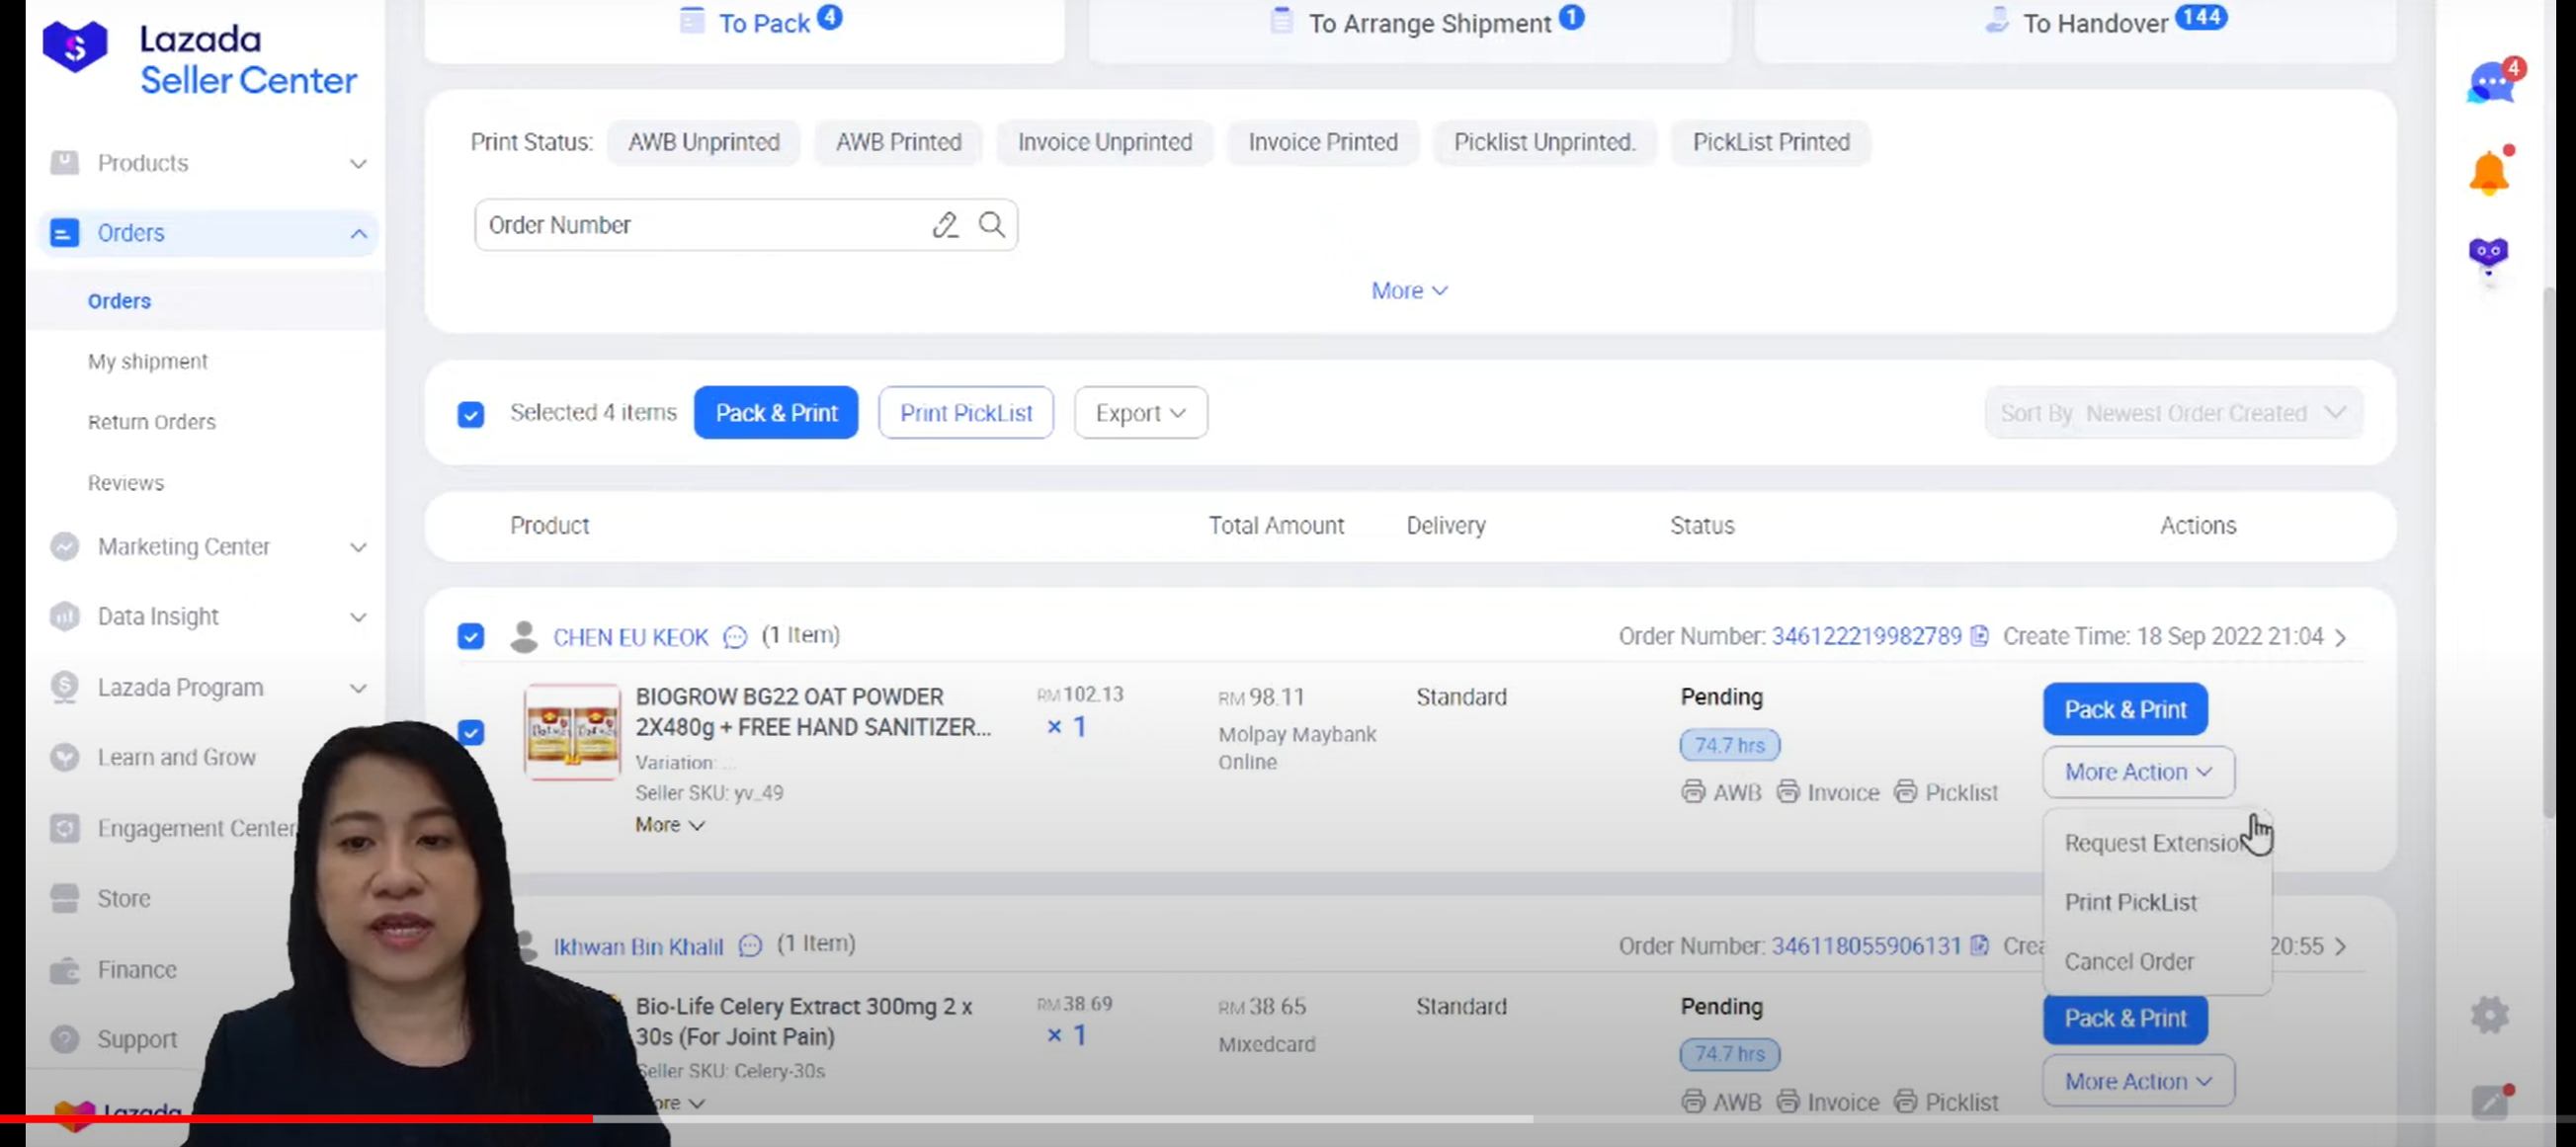 Lazada
Seller Center
Products
Orders
Orders
My shipment
Return Orders
Reviews
Marketing Center
Data Insight
Lazada Program
Learn and Grow
Engagement Center
Store
Finance
Support
Lazada
To Pack 4
To Arrange Shipment 1
To Handover 144
4
Print Status: AWB Unprinted AWB Printed Invoice Unprinted Invoice Printed Picklist Unprinted. PickList Printed
Order Number
More
Selected 4 items Pack & Print Print PickList Export Sort By Newest Order Created
Product Total Amount Delivery Status Actions
CHEN EU KEOK (1 Item) Order Number: 346122219982789 Create Time: 18 Sep 2022 21:04
BIOGROW BG22 OAT POWDER
2X480g + FREE HAND SANITIZER...
Variation: ...
Seller SKU: yv_49
More
RM 102.13
× 1
RM 98.11
Molpay Maybank
Online
Standard
Pending
74.7 hrs
AWB Invoice Picklist
Pack & Print
More Action
Request Extension
Print PickList
Cancel Order
Ikhwan Bin Khalil (1 Item) Order Number: 346118055906131 20:55
Bio-Life Celery Extract 300mg 2 x
30s (For Joint Pain)
Seller SKU: Celery-30s
RM 38.69
× 1
RM 38.65
Mixedcard
Standard
Pending
74.7 hrs
AWB Invoice Picklist
Pack & Print
More Action